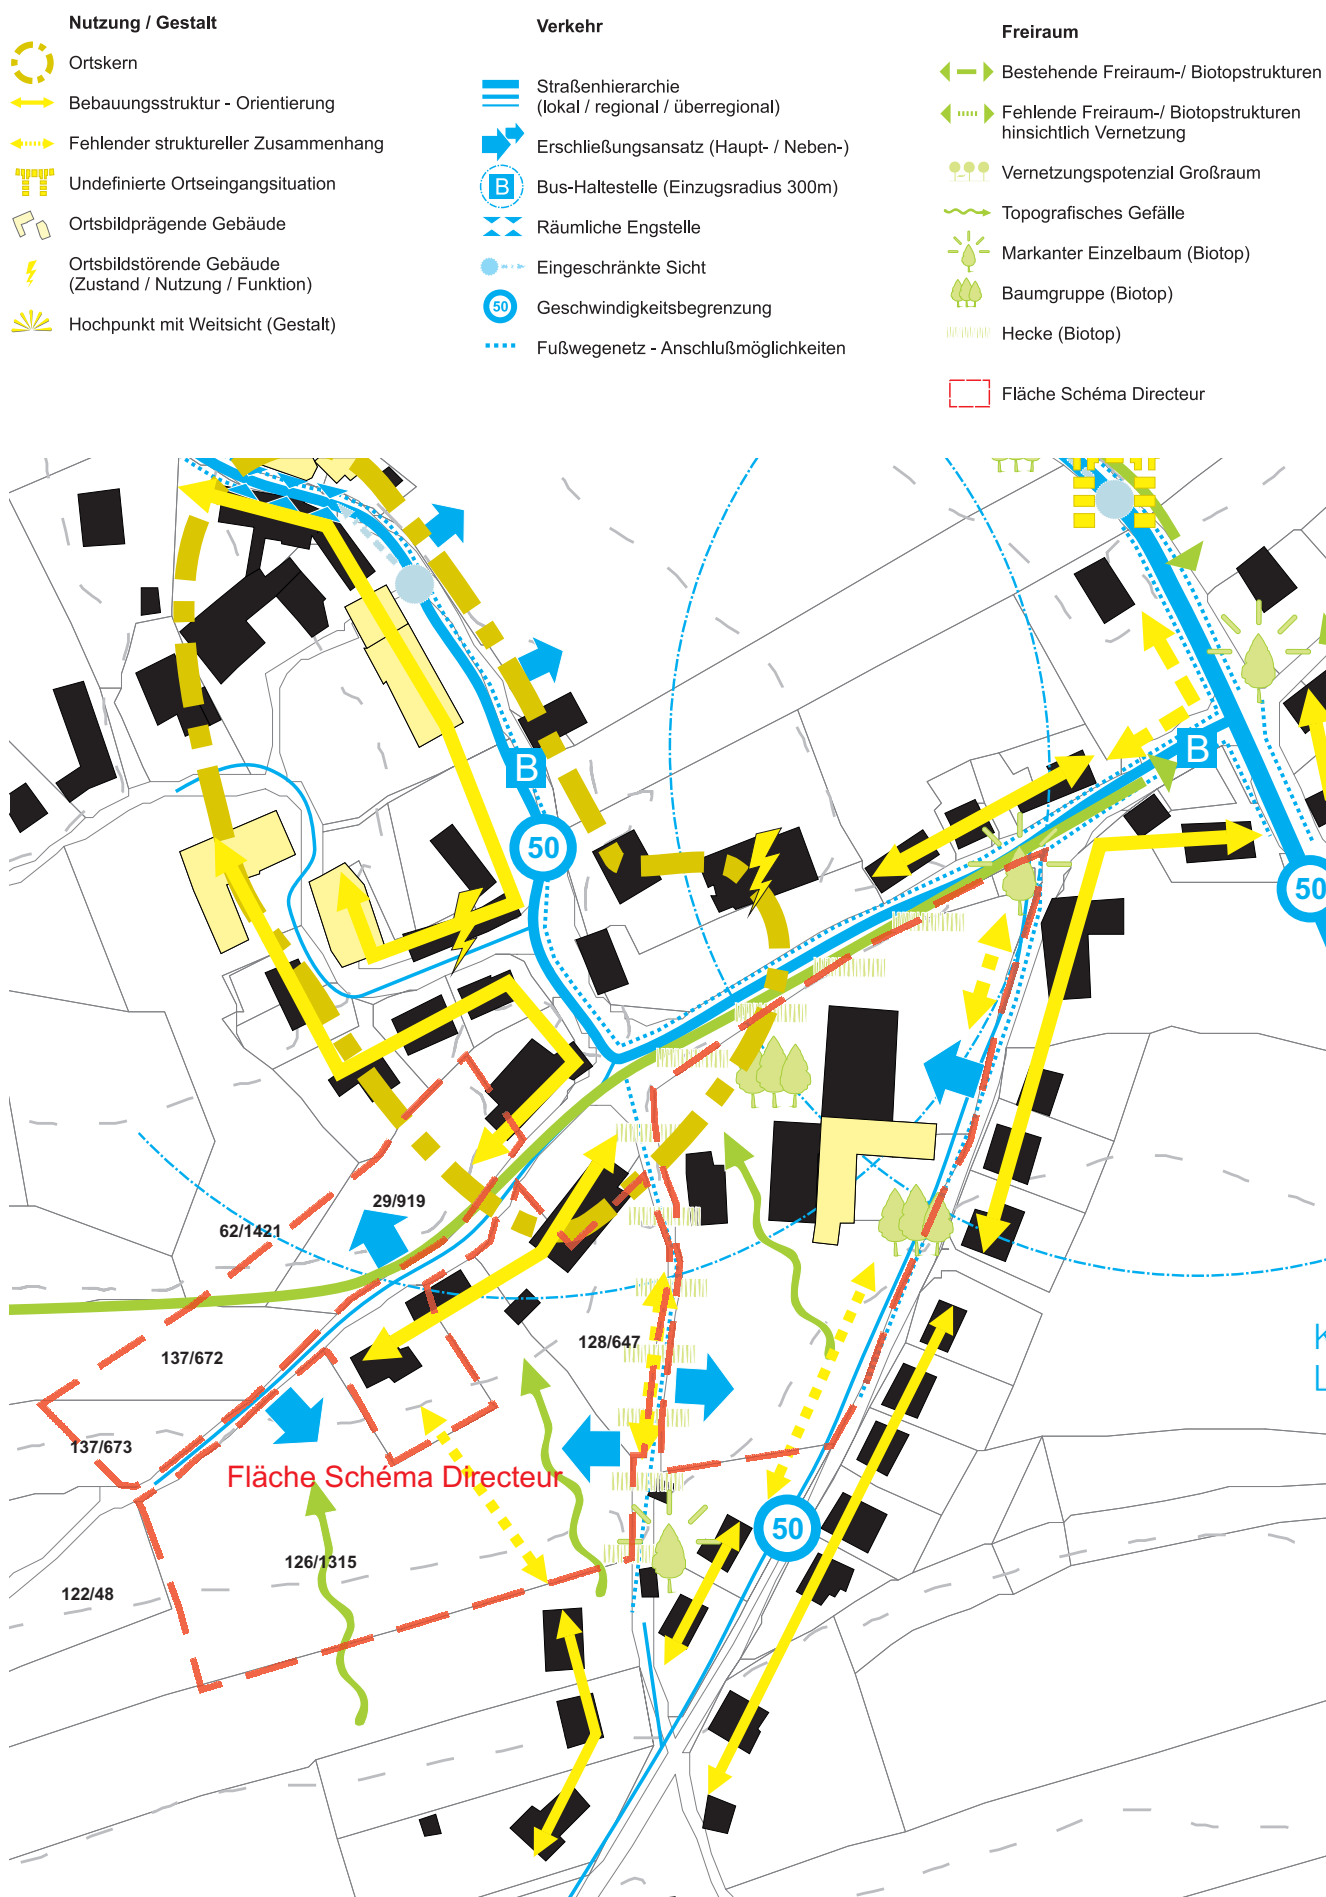 Nutzung / Gestalt
Ortskern
Bebauungsstruktur - Orientierung
Fehlender struktureller Zusammenhang
Undefinierte Ortseingangsituation
Ortsbildprägende Gebäude
Ortsbildstörende Gebäude
(Zustand / Nutzung / Funktion)
Hochpunkt mit Weitsicht (Gestalt)
Verkehr
Straßenhierarchie
(lokal / regional / überregional)
Erschließungsansatz (Haupt- / Neben-)
B
Bus-Haltestelle (Einzugsradius 300m)
Räumliche Engstelle
Eingeschränkte Sicht
50
Geschwindigkeitsbegrenzung
Fußwegenetz - Anschlußmöglichkeiten
Freiraum
Bestehende Freiraum-/ Biotopstrukturen
Fehlende Freiraum-/ Biotopstrukturen
hinsichtlich Vernetzung
Vernetzungspotenzial Großraum
Topografisches Gefälle
Markanter Einzelbaum (Biotop)
Baumgruppe (Biotop)
Hecke (Biotop)
Fläche Schéma Directeur
B
B
50
50
29/919
62/1421
128/647
137/672
137/673
Fläche Schéma Directeur
50
126/1315
122/48
K
L